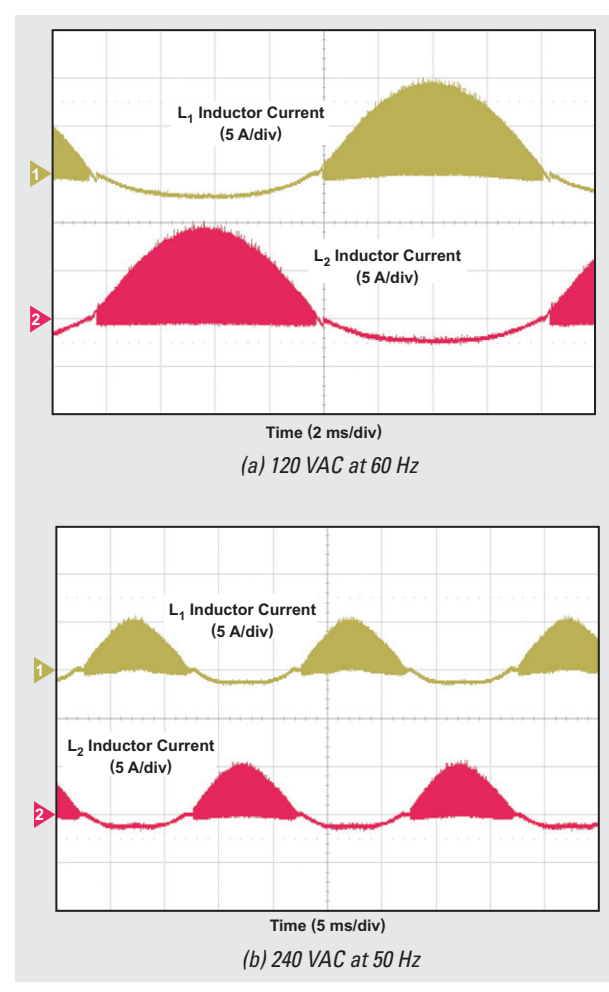 L1 Inductor Current
(5 A/div)
1
L2 Inductor Current
(5 A/div)
2
Time (2 ms/div)
(a) 120 VAC at 60 Hz
L1 Inductor Current
(5 A/div)
1
L2 Inductor Current
(5 A/div)
2
Time (5 ms/div)
(b) 240 VAC at 50 Hz